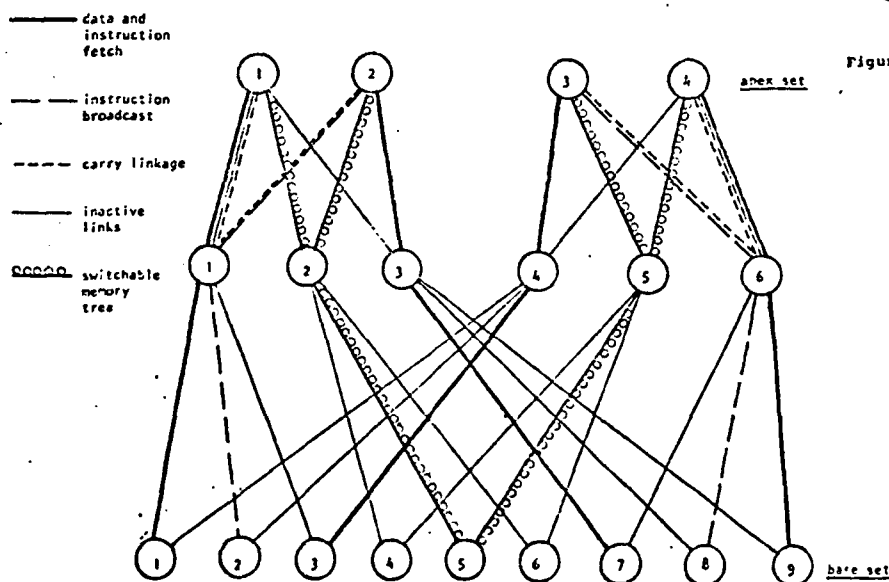 data and
instruction
fetch
instruction
broadcast
carry linkage
inactive
links
switchable
memory
tree
Figur
1 2 3 4
apex set
1 2 3 4 5 6
1 2 3 4 5 6 7 8 9
base set